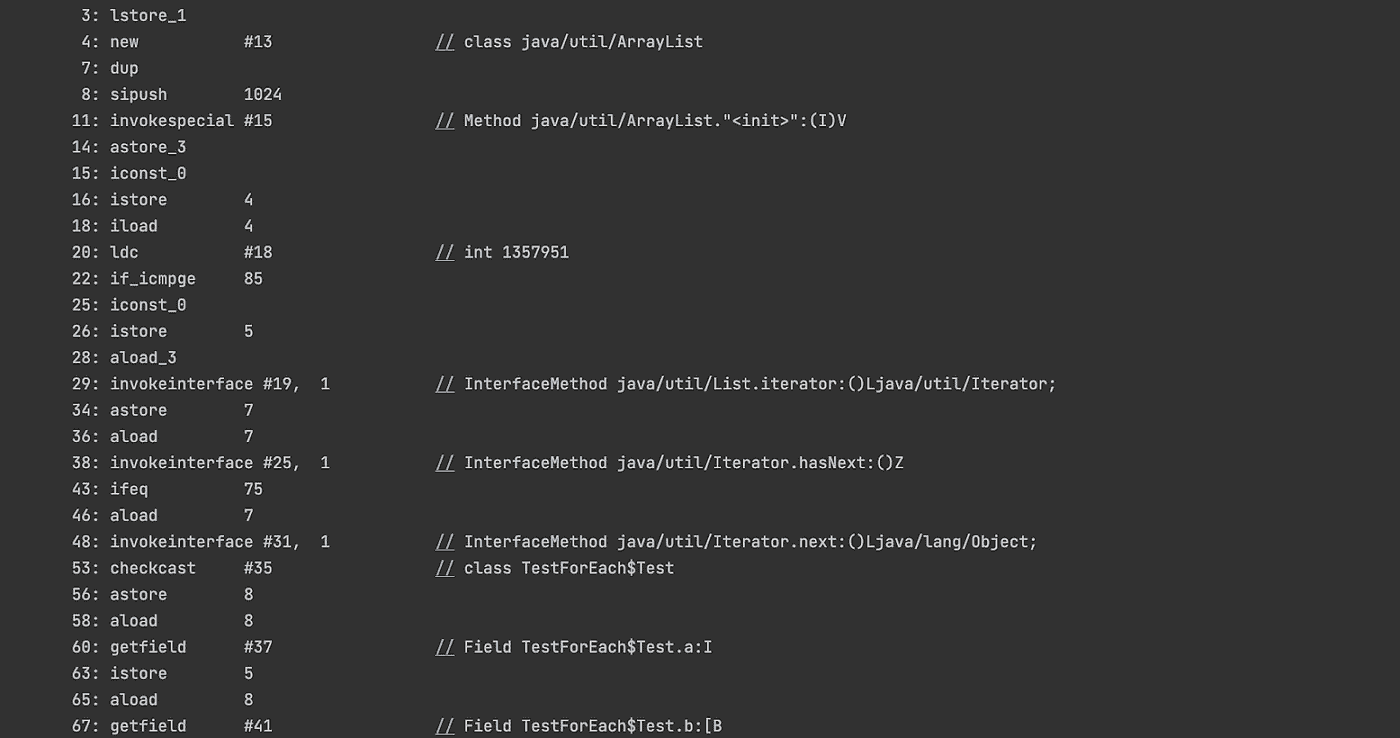 3: lstore_1
4: new #13 // class java/util/ArrayList
7: dup
8: sipush 1024
11: invokespecial #15 // Method java/util/ArrayList."<init>":(I)V
14: astore_3
15: iconst_0
16: istore 4
18: iload 4
20: ldc #18 // int 1357951
22: if_icmpge 85
25: iconst_0
26: istore 5
28: aload_3
29: invokeinterface #19, 1 // InterfaceMethod java/util/List.iterator:()Ljava/util/Iterator;
34: astore 7
36: aload 7
38: invokeinterface #25, 1 // InterfaceMethod java/util/Iterator.hasNext:()Z
43: ifeq 75
46: aload 7
48: invokeinterface #31, 1 // InterfaceMethod java/util/Iterator.next:()Ljava/lang/Object;
53: checkcast #35 // class TestForEach$Test
56: astore 8
58: aload 8
60: getfield #37 // Field TestForEach$Test.a:I
63: istore 5
65: aload 8
67: getfield #41 // Field TestForEach$Test.b:[B